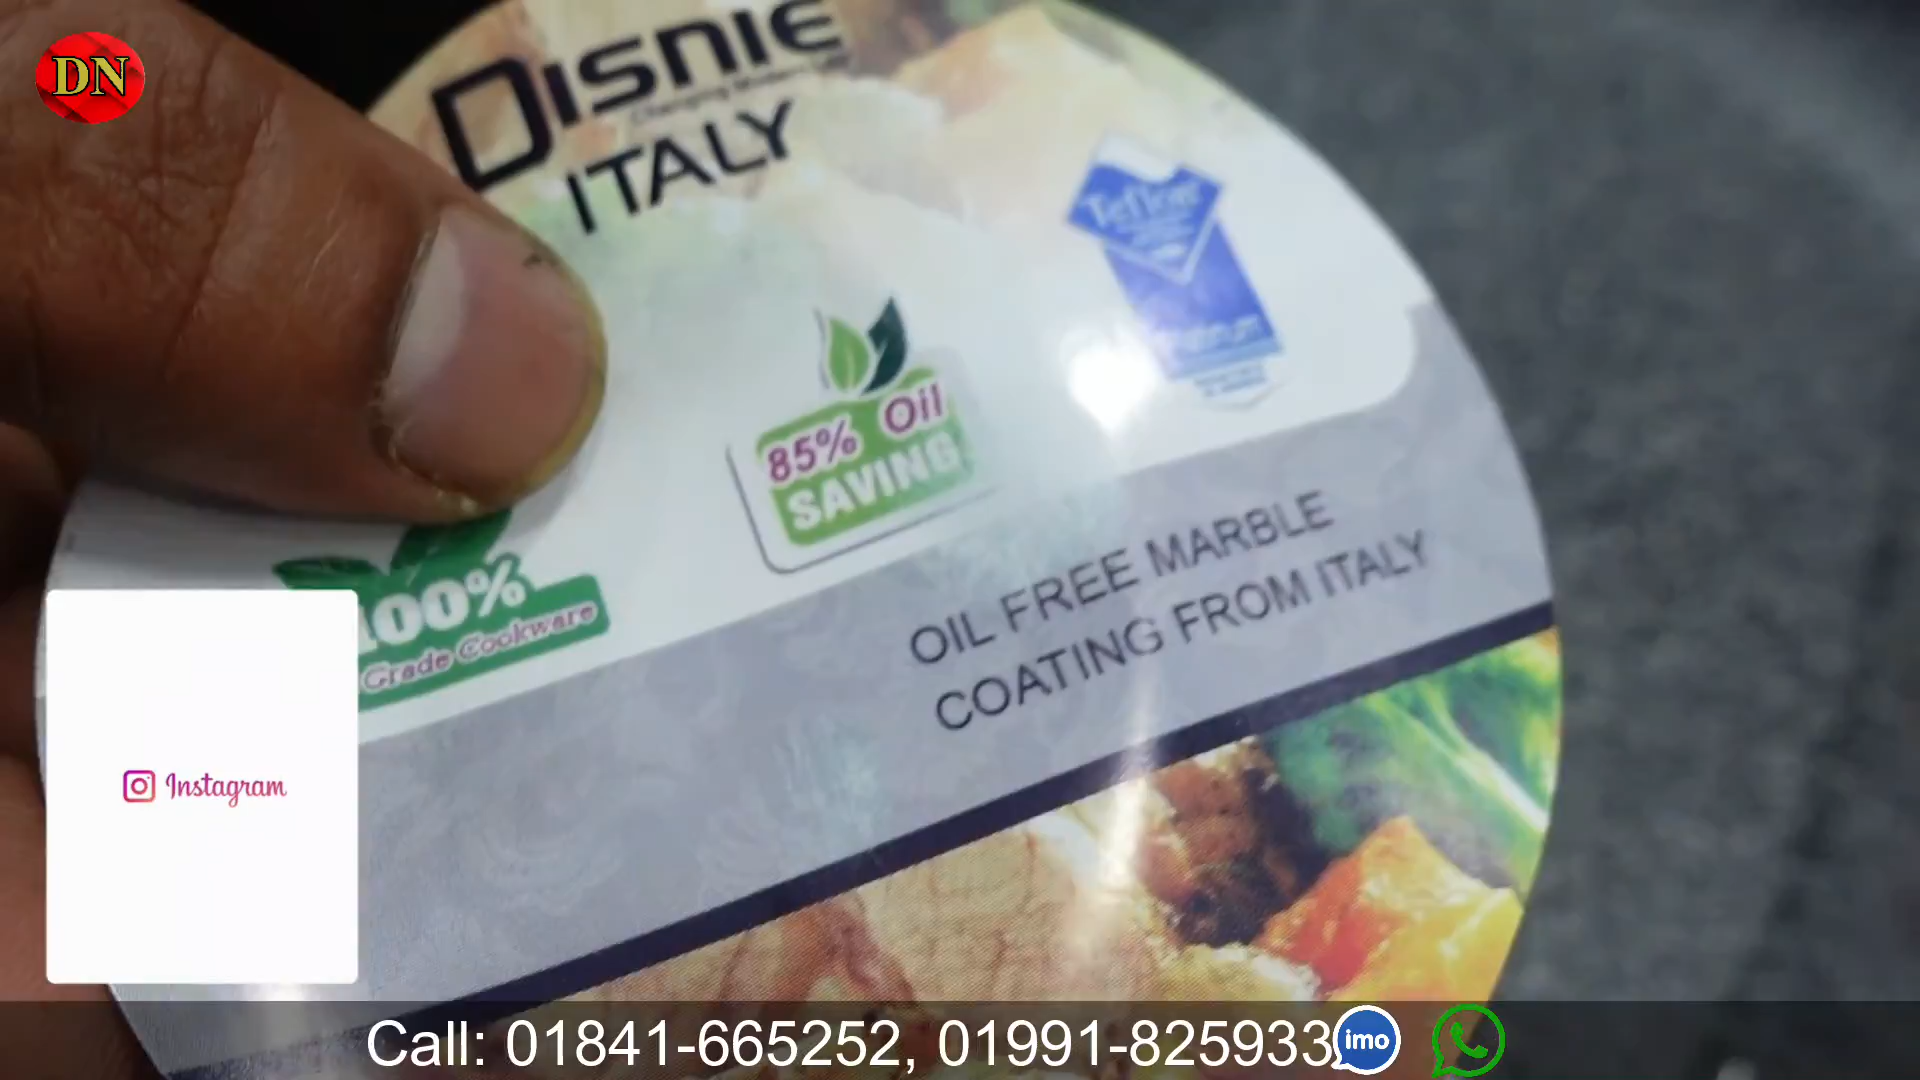 DN
DISNIE
ITALY
Teflon
85% Oil
SAVING
100%
Grade Cookware
OIL FREE MARBLE
COATING FROM ITALY
Instagram
Call: 01841-665252, 01991-825933
imo